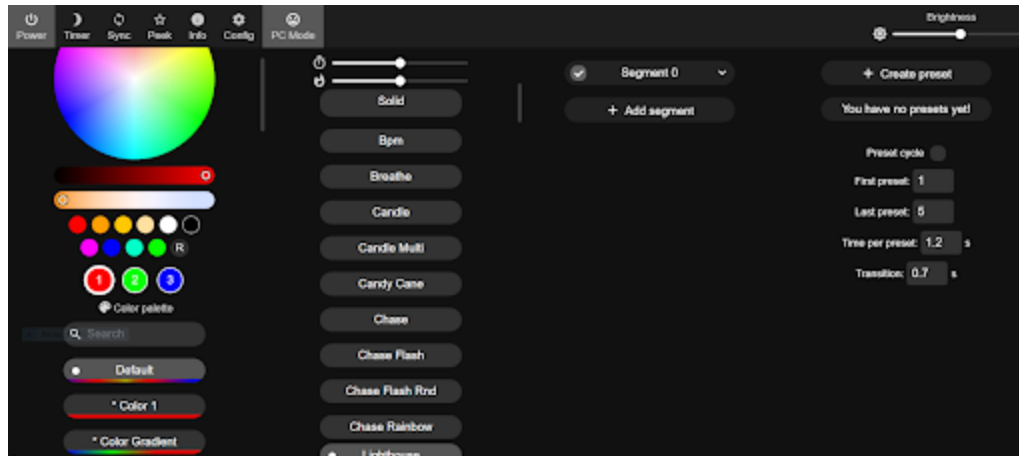 Power Timer Sync Peek Info Config PC Mode
Brightness
R
1 2 3
Color palette
Search
Default
* Color 1
* Color Gradient
Solid
Bpm
Breathe
Candle
Candle Multi
Candy Cane
Chase
Chase Flash
Chase Flash Rnd
Chase Rainbow
Lighthouse
Segment 0
+ Add segment
+ Create preset
You have no presets yet!
Preset cycle
First preset: 1
Last preset: 5
Time per preset: 1.2 s
Transition: 0.7 s